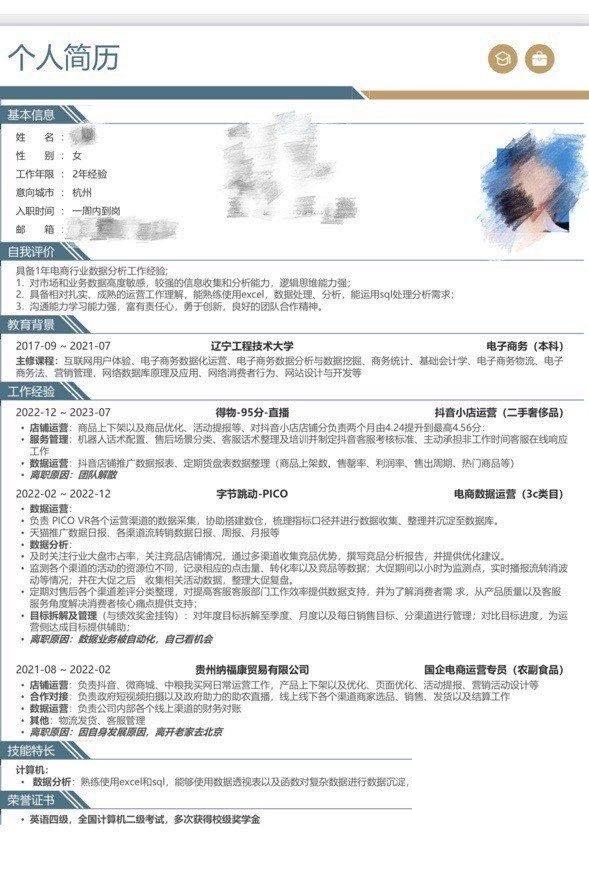 个人简历
基本信息
姓 名 ：
性 别 ： 女
工作年限 ： 2年经验
意向城市 ： 杭州
入职时间 ： 一周内到岗
邮 箱 ：
自我评价
具备1年电商行业数据分析工作经验;
1. 对市场和业务数据高度敏感，较强的信息收集和分析能力，逻辑思维能力强；
2. 具备相对扎实、成熟的运营工作理解，能熟练使用excel，数据处理、分析，能运用sql处理分析需求；
3. 沟通能力学习能力强，富有责任心，勇于创新，良好的团队合作精神。
教育背景
2017-09 ~ 2021-07 辽宁工程技术大学 电子商务（本科）
主修课程：互联网用户体验、电子商务数据化运营、电子商务数据分析与数据挖掘、商务统计、基础会计学、电子商务物流、电子
商务法、营销管理、网络数据库原理及应用、网络消费者行为、网站设计与开发等
工作经验
2022-12 ~ 2023-07 得物-95分-直播 抖音小店运营（二手奢侈品）
• 店铺运营：商品上下架以及商品优化、活动提报等、对抖音小店店铺分负责两个月由4.24提升到最高4.56分：
• 服务管理：机器人话术配置、售后场景分类、客服话术整理及培训并制定抖音客服考核标准、主动承担非工作时间客服在线响应
工作
• 数据运营：抖音店铺推广数据报表、定期货盘表数据整理（商品上架数、售罄率、利润率、售出周期、热门商品等）
• 离职原因：团队解散
2022-02 ~ 2022-12 字节跳动-PICO 电商数据运营（3c类目）
• 数据运营：
• 负责 PICO VR各个运营渠道的数据采集，协助搭建数仓，梳理指标口径并进行数据收集、整理并沉淀至数据库。
• 天猫推广数据日报、各渠道流转销数据日报、周报、月报等
• 数据分析：
• 及时关注行业大盘市占率，关注竞品店铺情况，通过多渠道收集竞品优势，撰写竞品分析报告，并提供优化建议。
• 监测各个渠道的活动的资源位不同，记录相应的点击量、转化率以及竞品等数据；大促期间以小时为监测点，实时播报流转消波
动等情况；并在大促之后 收集相关活动数据，整理大促复盘。
• 定期对售后各个渠道差评分类整理，对提高客服客服部门工作效率提供数据支持，并为了解消费者需 求，从产品质量以及客服
服务角度解决消费者核心痛点提供支持；
• 目标拆解及管理（与绩效奖金挂钩）：对年度目标拆解至季度、月度以及每日销售目标、分渠道进行管理；对比目标进度，为运
营侧达成目标提供辅助；
• 离职原因：数据业务被自动化，自己看机会
2021-08 ~ 2022-02 贵州纳福康贸易有限公司 国企电商运营专员（农副食品）
• 店铺运营：负责抖音、微商城、中粮我买网日常运营工作，产品上下架以及优化、页面优化、活动提报、营销活动设计等
• 合作对接：负责政府短视频拍摄以及政府助力的助农直播，线上线下各个渠道商家选品、销售、发货以及结算工作
• 数据运营：负责公司内部各个线上渠道的财务对账
• 其他：物流发货、客服管理
• 离职原因：因自身发展原因，离开老家去北京
技能特长
计算机：
• 数据分析：熟练使用excel和sql，能够使用数据透视表以及函数对复杂数据进行数据沉淀，
荣誉证书
• 英语四级，全国计算机二级考试，多次获得校级奖学金